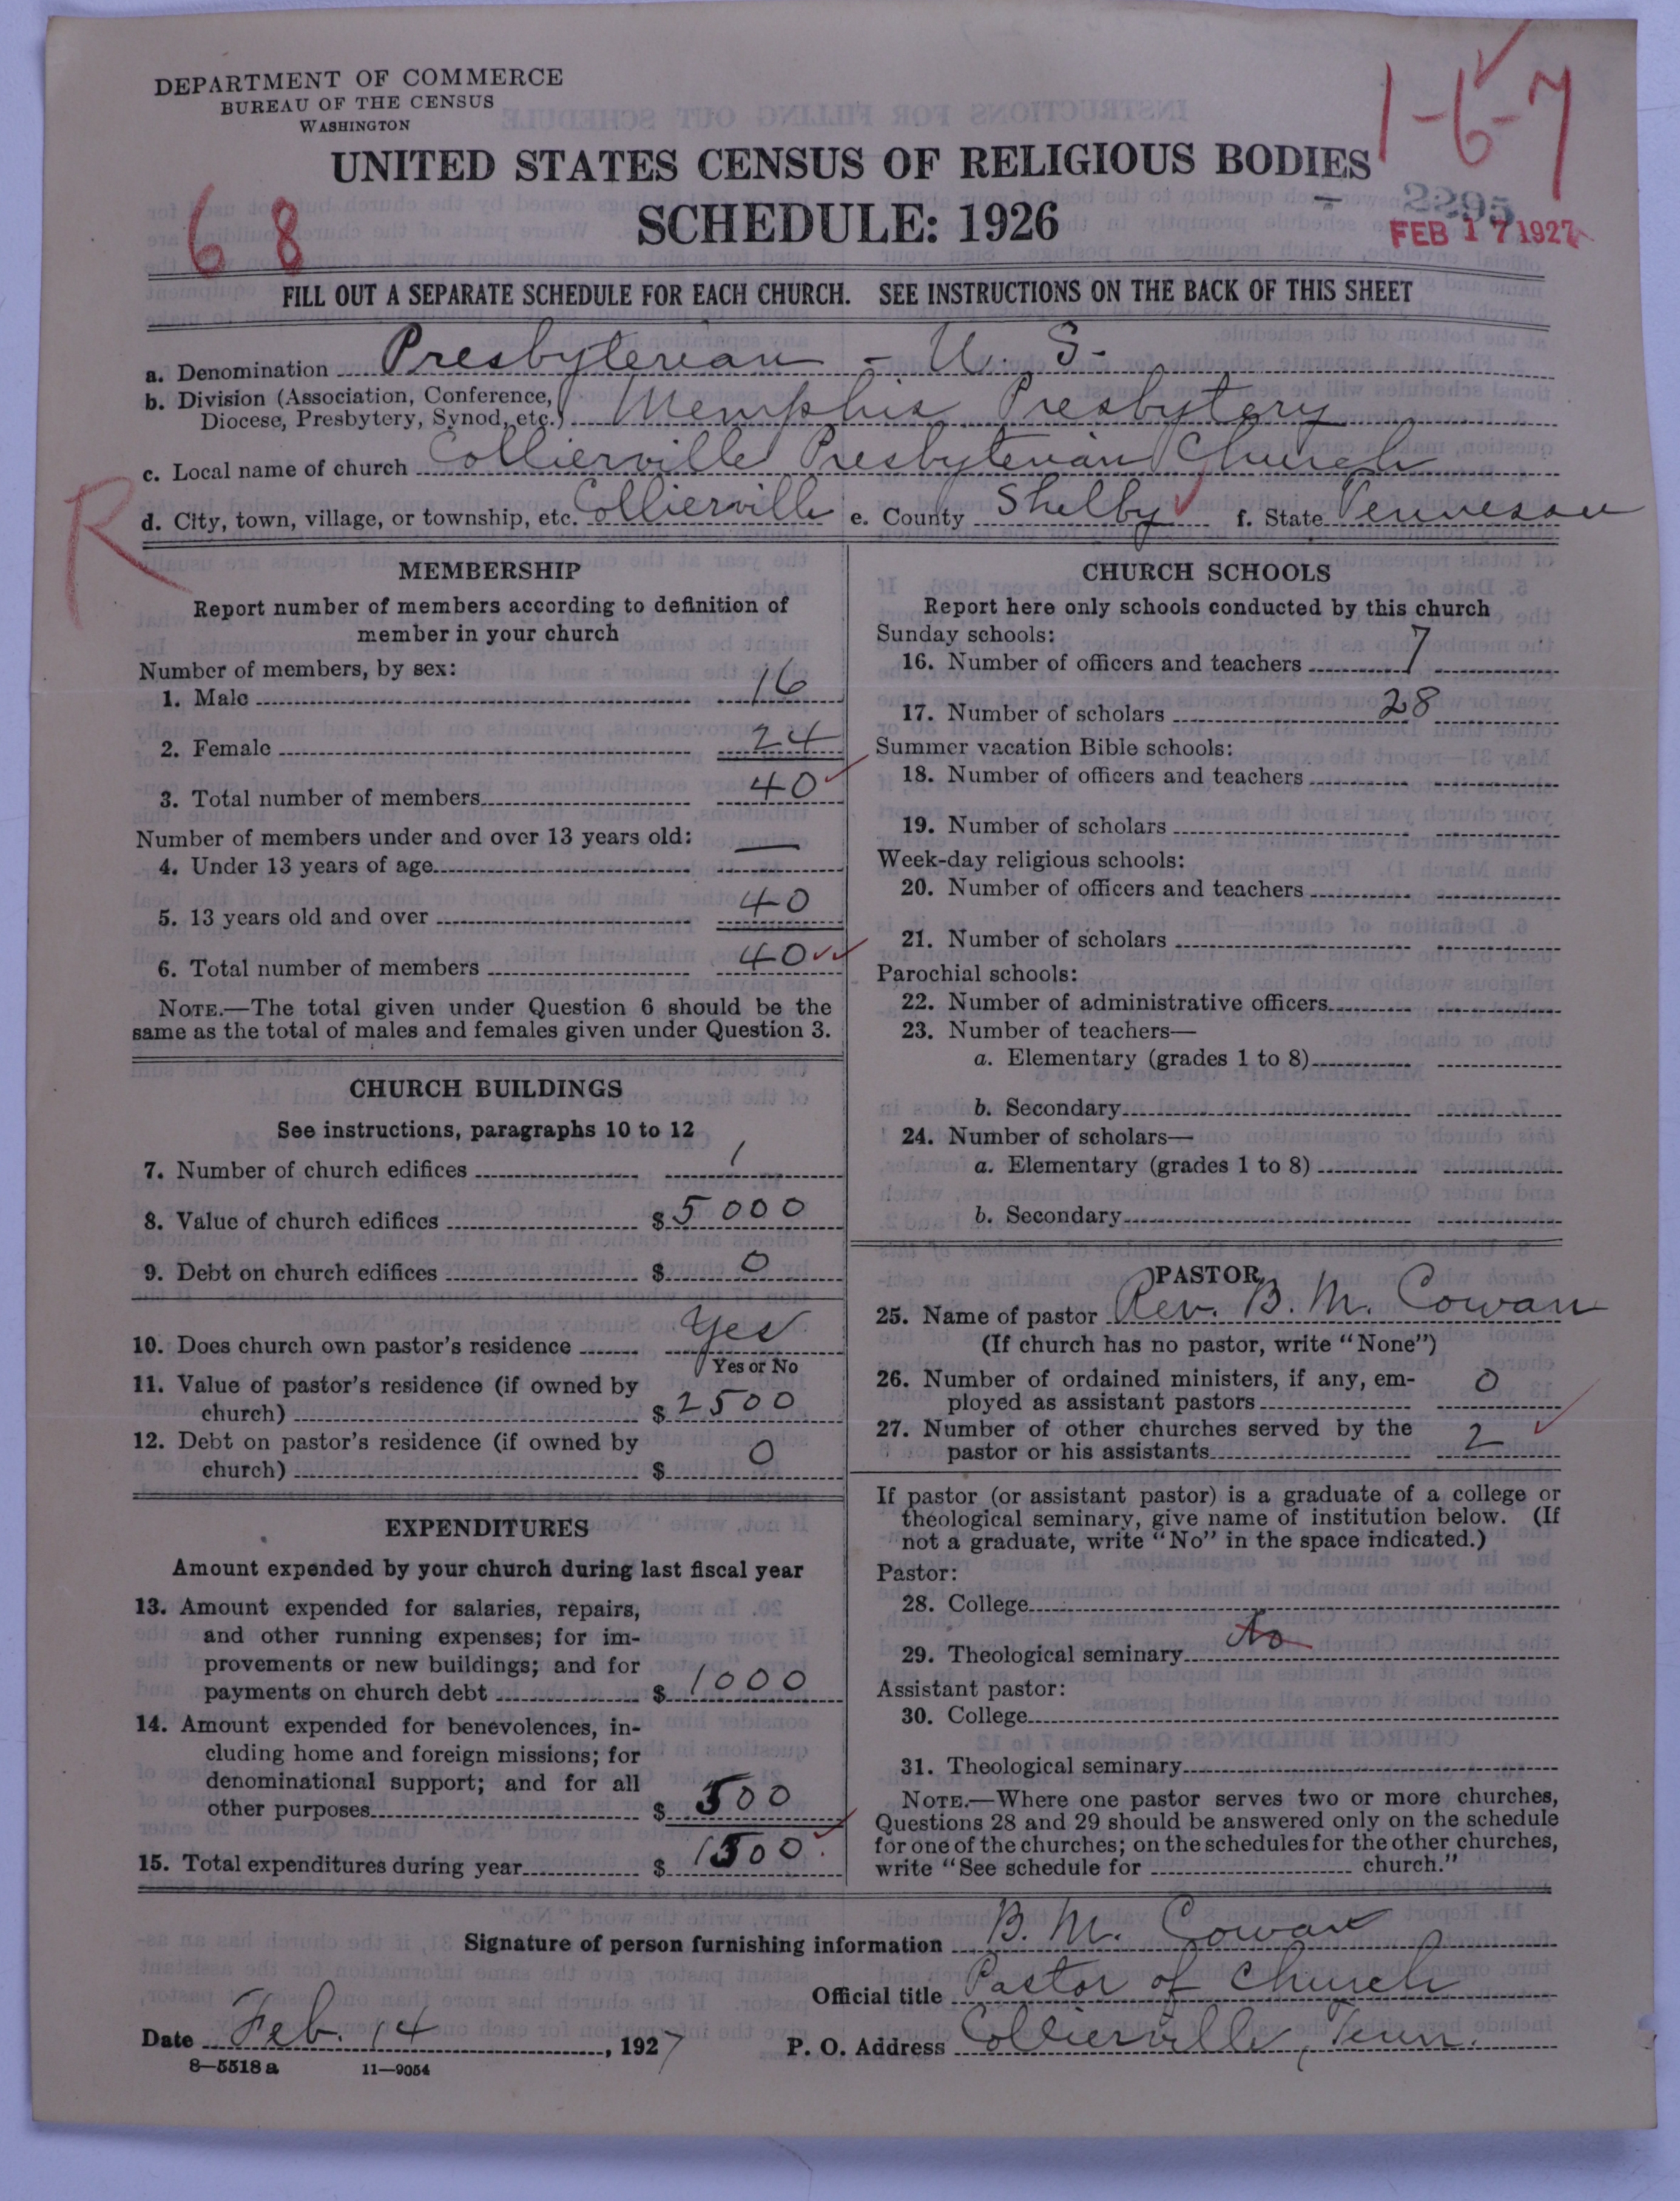 DEPARTMENT OF COMMERCE
BUREAU OF THE CENSUS
WASHINGTON
1-6-7
UNITED STATES CENSUS OF RELIGIOUS BODIES
SCHEDULE: 1926
68
2295
FEB 17 1927
FILL OUT A SEPARATE SCHEDULE FOR EACH CHURCH. SEE INSTRUCTIONS ON THE BACK OF THIS SHEET
a. Denomination Presbyterian - U. S-
b. Division (Association, Conference, Diocese, Presbytery, Synod, etc.) Memphis Presbytery
c. Local name of church Collierville Presbyterian Church
R
d. City, town, village, or township, etc. Collierville e. County Shelby f. State Tennessee
MEMBERSHIP
Report number of members according to definition of
member in your church
Number of members, by sex:
1. Male 16
2. Female 24
3. Total number of members 40
Number of members under and over 13 years old:
4. Under 13 years of age —
5. 13 years old and over 40
6. Total number of members 40
NOTE.—The total given under Question 6 should be the
same as the total of males and females given under Question 3.
CHURCH BUILDINGS
See instructions, paragraphs 10 to 12
7. Number of church edifices 1
8. Value of church edifices $ 5000
9. Debt on church edifices $ 0
10. Does church own pastor's residence Yes
Yes or No
11. Value of pastor's residence (if owned by
church) $ 2500
12. Debt on pastor's residence (if owned by
church) $ 0
EXPENDITURES
Amount expended by your church during last fiscal year
13. Amount expended for salaries, repairs,
and other running expenses; for im-
provements or new buildings; and for
payments on church debt $ 1000
14. Amount expended for benevolences, in-
cluding home and foreign missions; for
denominational support; and for all
other purposes $ 500
15. Total expenditures during year $ 1500
CHURCH SCHOOLS
Report here only schools conducted by this church
Sunday schools:
16. Number of officers and teachers 7
17. Number of scholars 28
Summer vacation Bible schools:
18. Number of officers and teachers
19. Number of scholars
Week-day religious schools:
20. Number of officers and teachers
21. Number of scholars
Parochial schools:
22. Number of administrative officers
23. Number of teachers—
a. Elementary (grades 1 to 8)
b. Secondary
24. Number of scholars—
a. Elementary (grades 1 to 8)
b. Secondary
PASTOR
25. Name of pastor Rev. B. M. Cowan
(If church has no pastor, write "None")
26. Number of ordained ministers, if any, em-
ployed as assistant pastors 0
27. Number of other churches served by the
pastor or his assistants 2
If pastor (or assistant pastor) is a graduate of a college or
theological seminary, give name of institution below. (If
not a graduate, write "No" in the space indicated.)
Pastor:
28. College
29. Theological seminary No
Assistant pastor:
30. College
31. Theological seminary
NOTE.—Where one pastor serves two or more churches,
Questions 28 and 29 should be answered only on the schedule
for one of the churches; on the schedules for the other churches,
write "See schedule for church."
Signature of person furnishing information B. M. Cowan
Official title Pastor of Church
Date Feb. 14, 1927 P. O. Address Collierville, Tenn.
8—5518 a 11—9054